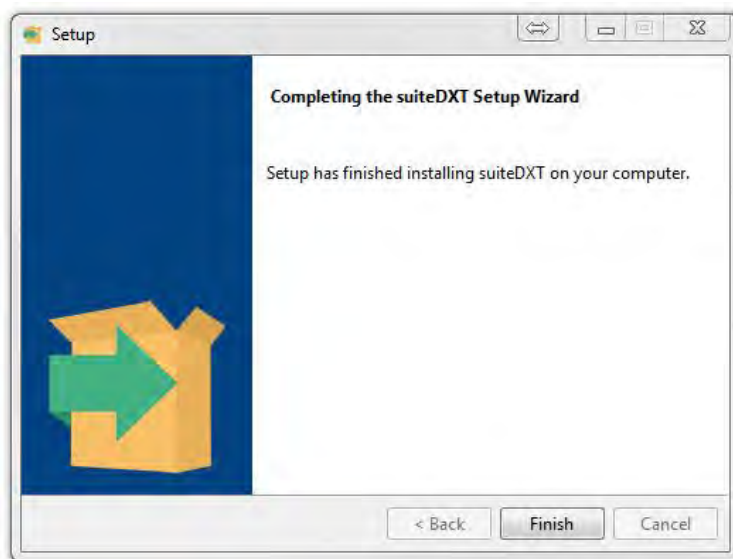 Setup
Completing the suiteDXT Setup Wizard
Setup has finished installing suiteDXT on your computer.
< Back
Finish
Cancel